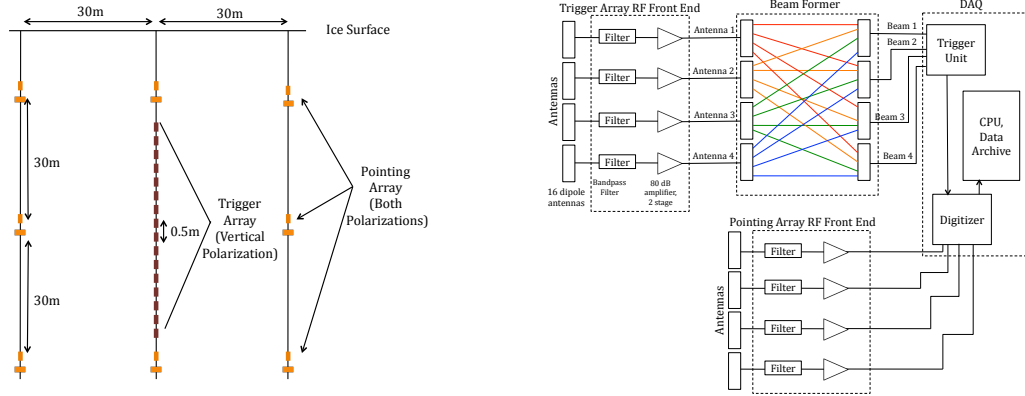 30m
30m
Ice Surface
30m
30m
0.5m
Trigger
Array
(Vertical
Polarization)
Pointing
Array
(Both
Polarizations)
Trigger Array RF Front End
Beam Former
DAQ
Antennas
Filter
Filter
Filter
Filter
Antenna 1
Antenna 2
Antenna 3
Antenna 4
Beam 1
Beam 2
Beam 3
Beam 4
Trigger
Unit
CPU,
Data
Archive
Digitizer
16 dipole
antennas
Bandpass
Filter
80 dB
amplifier,
2 stage
Pointing Array RF Front End
Antennas
Filter
Filter
Filter
Filter